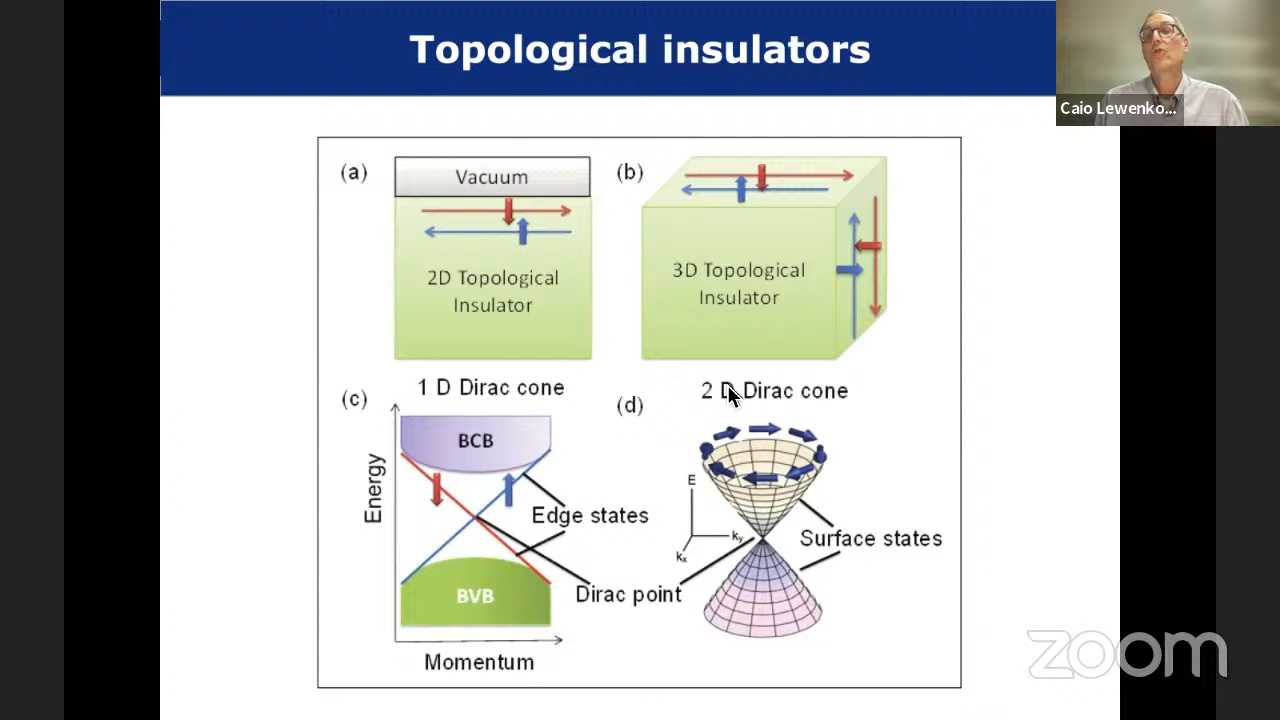 Topological insulators
Caio Lewenko...
(a)
Vacuum
2D Topological
Insulator
(b)
3D Topological
Insulator
1 D Dirac cone
2 D Dirac cone
(c)
Energy
BCB
BVB
Momentum
Edge states
Dirac point
(d)
E
ky
kx
Surface states
zoom